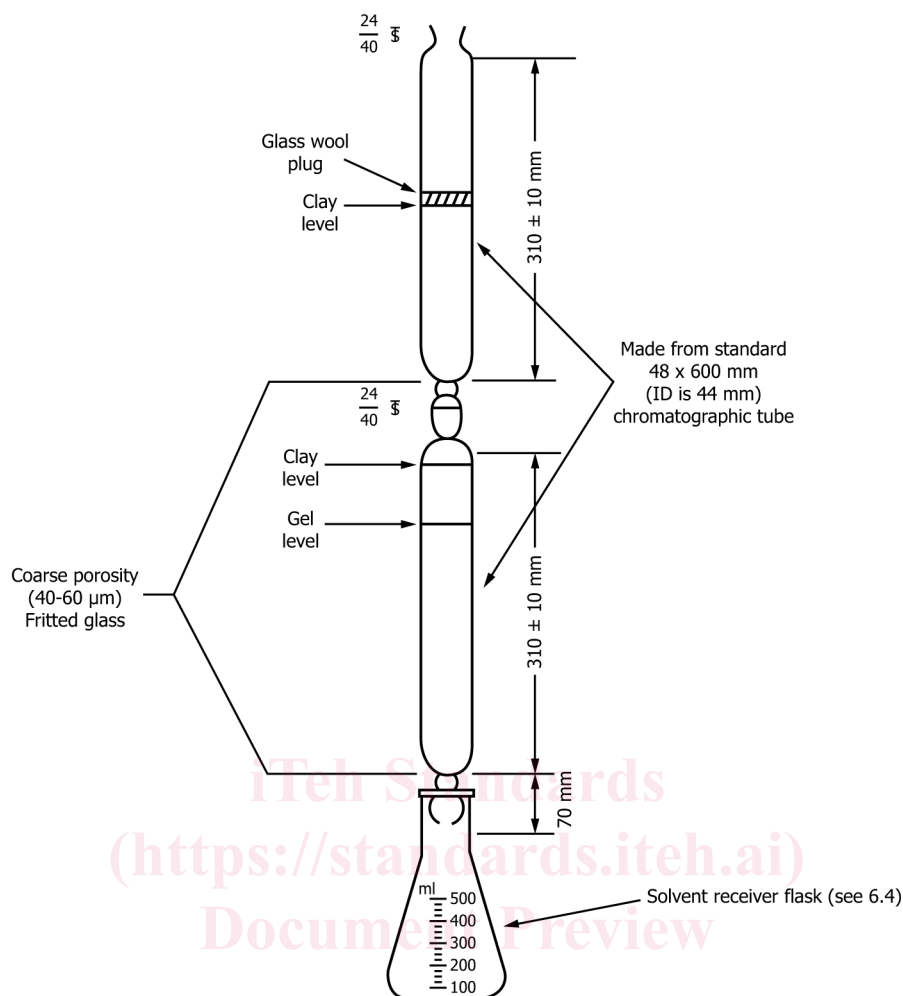 24
40 T̅S
Glass wool
plug
Clay
level
310 ± 10 mm
Made from standard
48 x 600 mm
(ID is 44 mm)
chromatographic tube
24
40 T̅S
Clay
level
Gel
level
Coarse porosity
(40-60 µm)
Fritted glass
310 ± 10 mm
70 mm
iTeh Standards
(https://standards.iteh.ai)
Document Preview
ml
500
400
300
200
100
Solvent receiver flask (see 6.4)